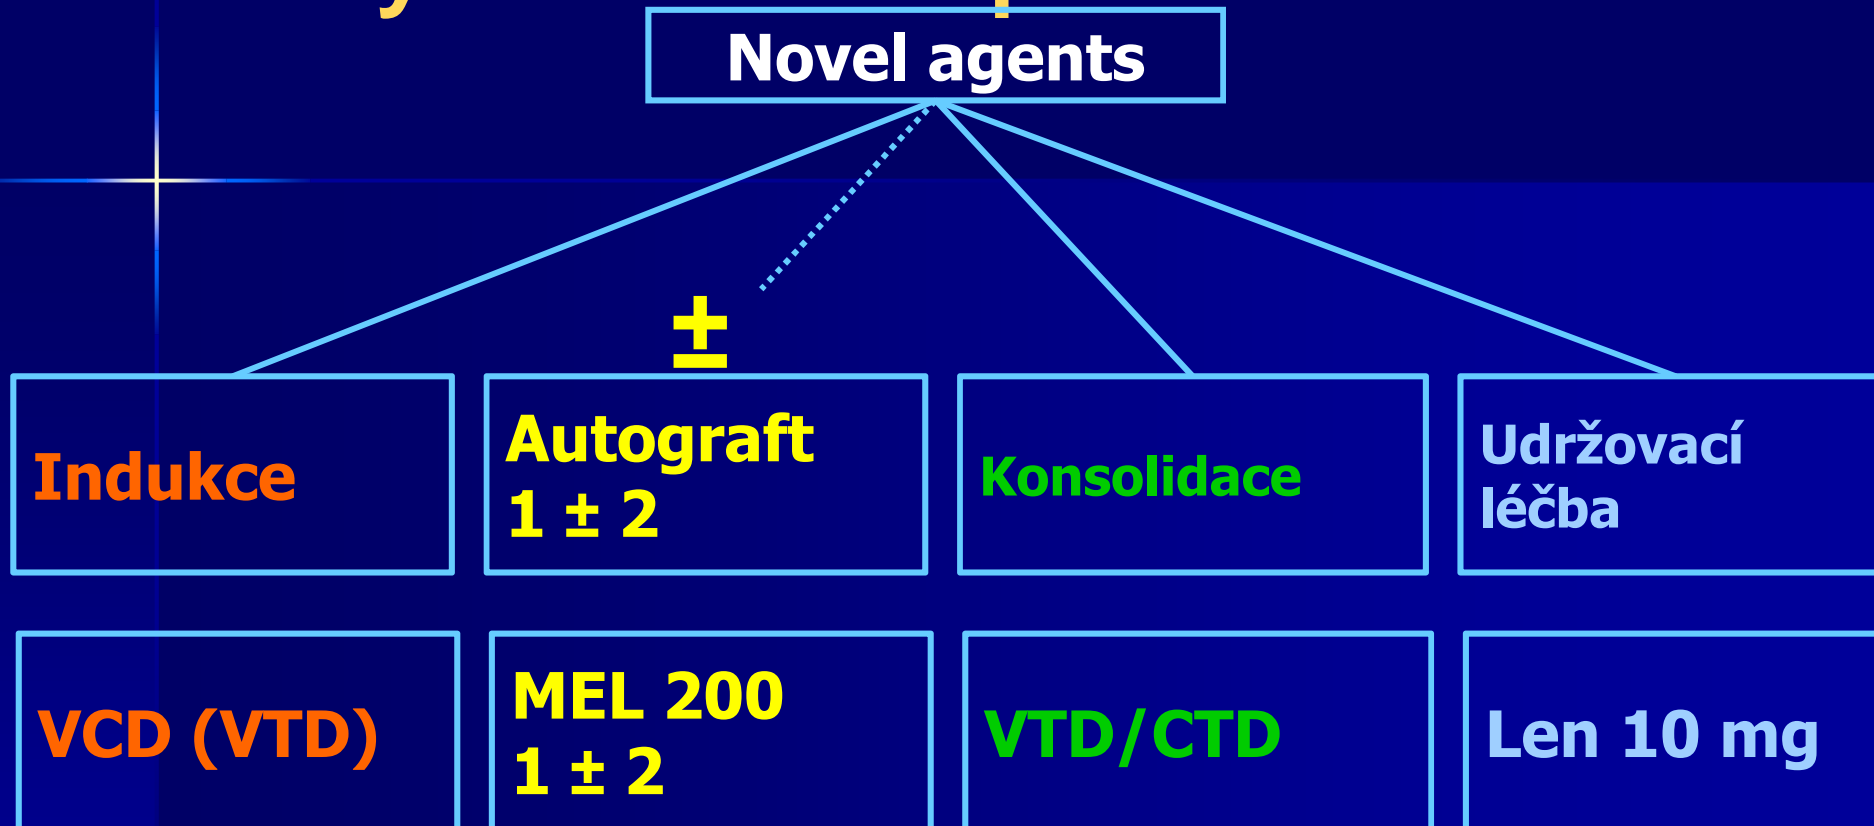 Novel agents
±
Indukce
Autograft
1 ± 2
Konsolidace
Udržovací
léčba
VCD (VTD)
MEL 200
1 ± 2
VTD/CTD
Len 10 mg